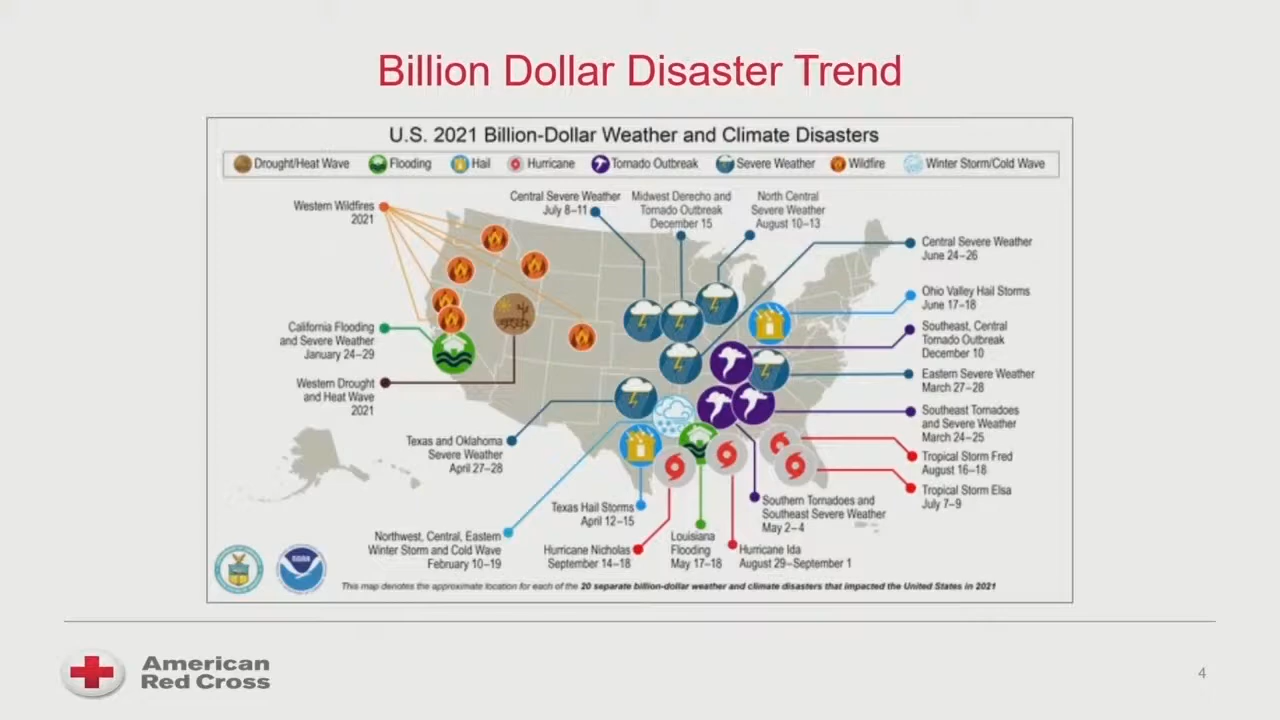 Billion Dollar Disaster Trend
U.S. 2021 Billion-Dollar Weather and Climate Disasters
Drought/Heat Wave
Flooding
Hail
Hurricane
Tornado Outbreak
Severe Weather
Wildfire
Winter Storm/Cold Wave
Western Wildfires
2021
Central Severe Weather
July 8–11
Midwest Derecho and
Tornado Outbreak
December 15
North Central
Severe Weather
August 10–13
Central Severe Weather
June 24–26
Ohio Valley Hail Storms
June 17–18
California Flooding
and Severe Weather
January 24–29
Southeast, Central
Tornado Outbreak
December 10
Western Drought
and Heat Wave
2021
Eastern Severe Weather
March 27–28
Southeast Tornadoes
and Severe Weather
March 24–25
Texas and Oklahoma
Severe Weather
April 27–28
Tropical Storm Fred
August 16–18
Tropical Storm Elsa
July 7–9
Texas Hail Storms
April 12–15
Southern Tornadoes and
Southeast Severe Weather
May 2–4
Northwest, Central, Eastern
Winter Storm and Cold Wave
February 10–19
Hurricane Nicholas
September 14–18
Louisiana
Flooding
May 17–18
Hurricane Ida
August 29–September 1
This map denotes the approximate location for each of the 20 separate billion-dollar weather and climate disasters that impacted the United States in 2021
American
Red Cross
4